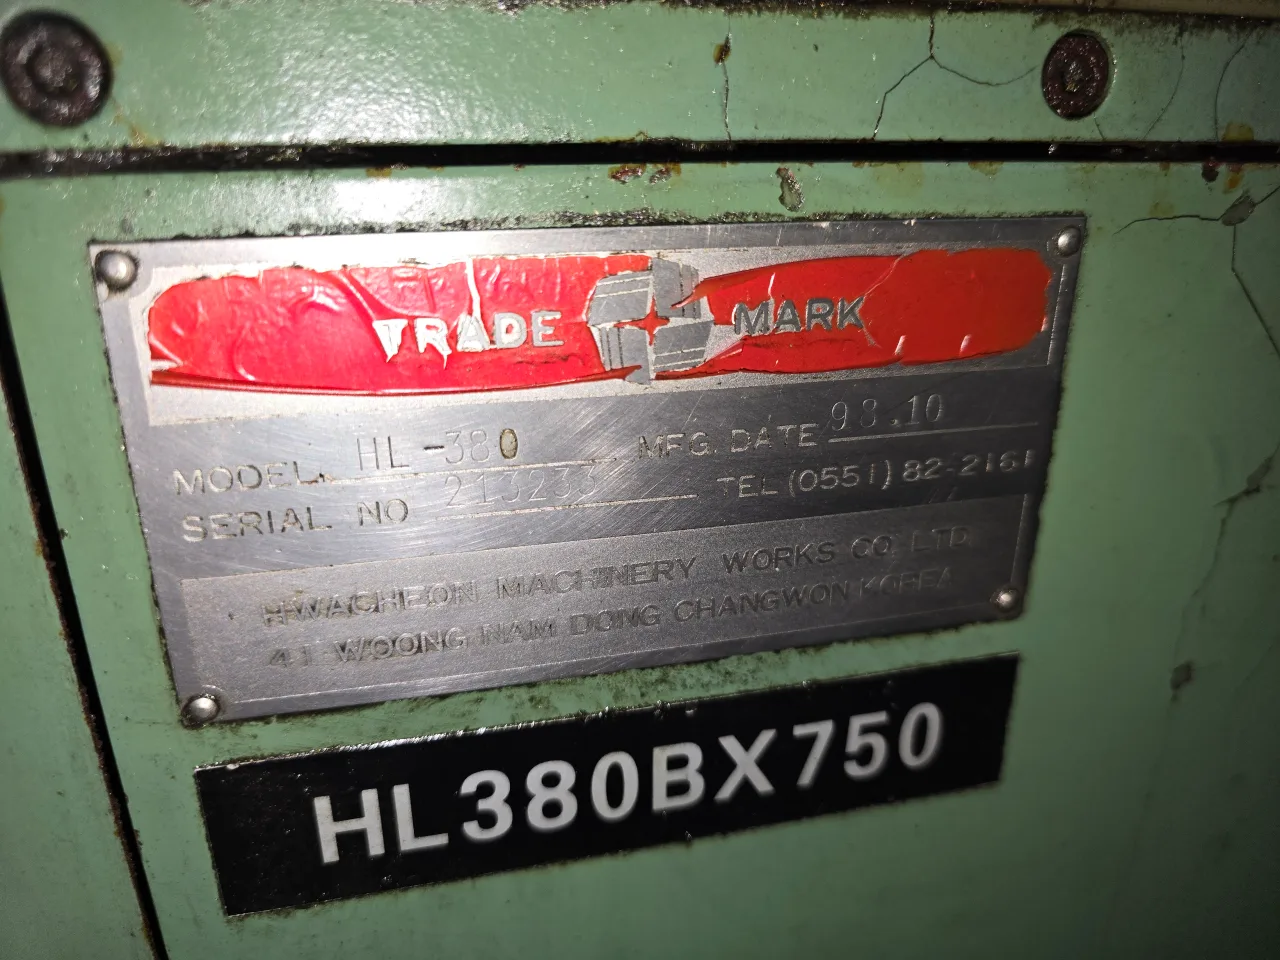 TRADE MARK
MODEL. HL-380 MFG. DATE 98.10
SERIAL NO 213233 TEL (0551) 82-2161
HWACHEON MACHINERY WORKS CO LTD
41 WOONG NAM DONG CHANGWON KOREA
HL380BX750